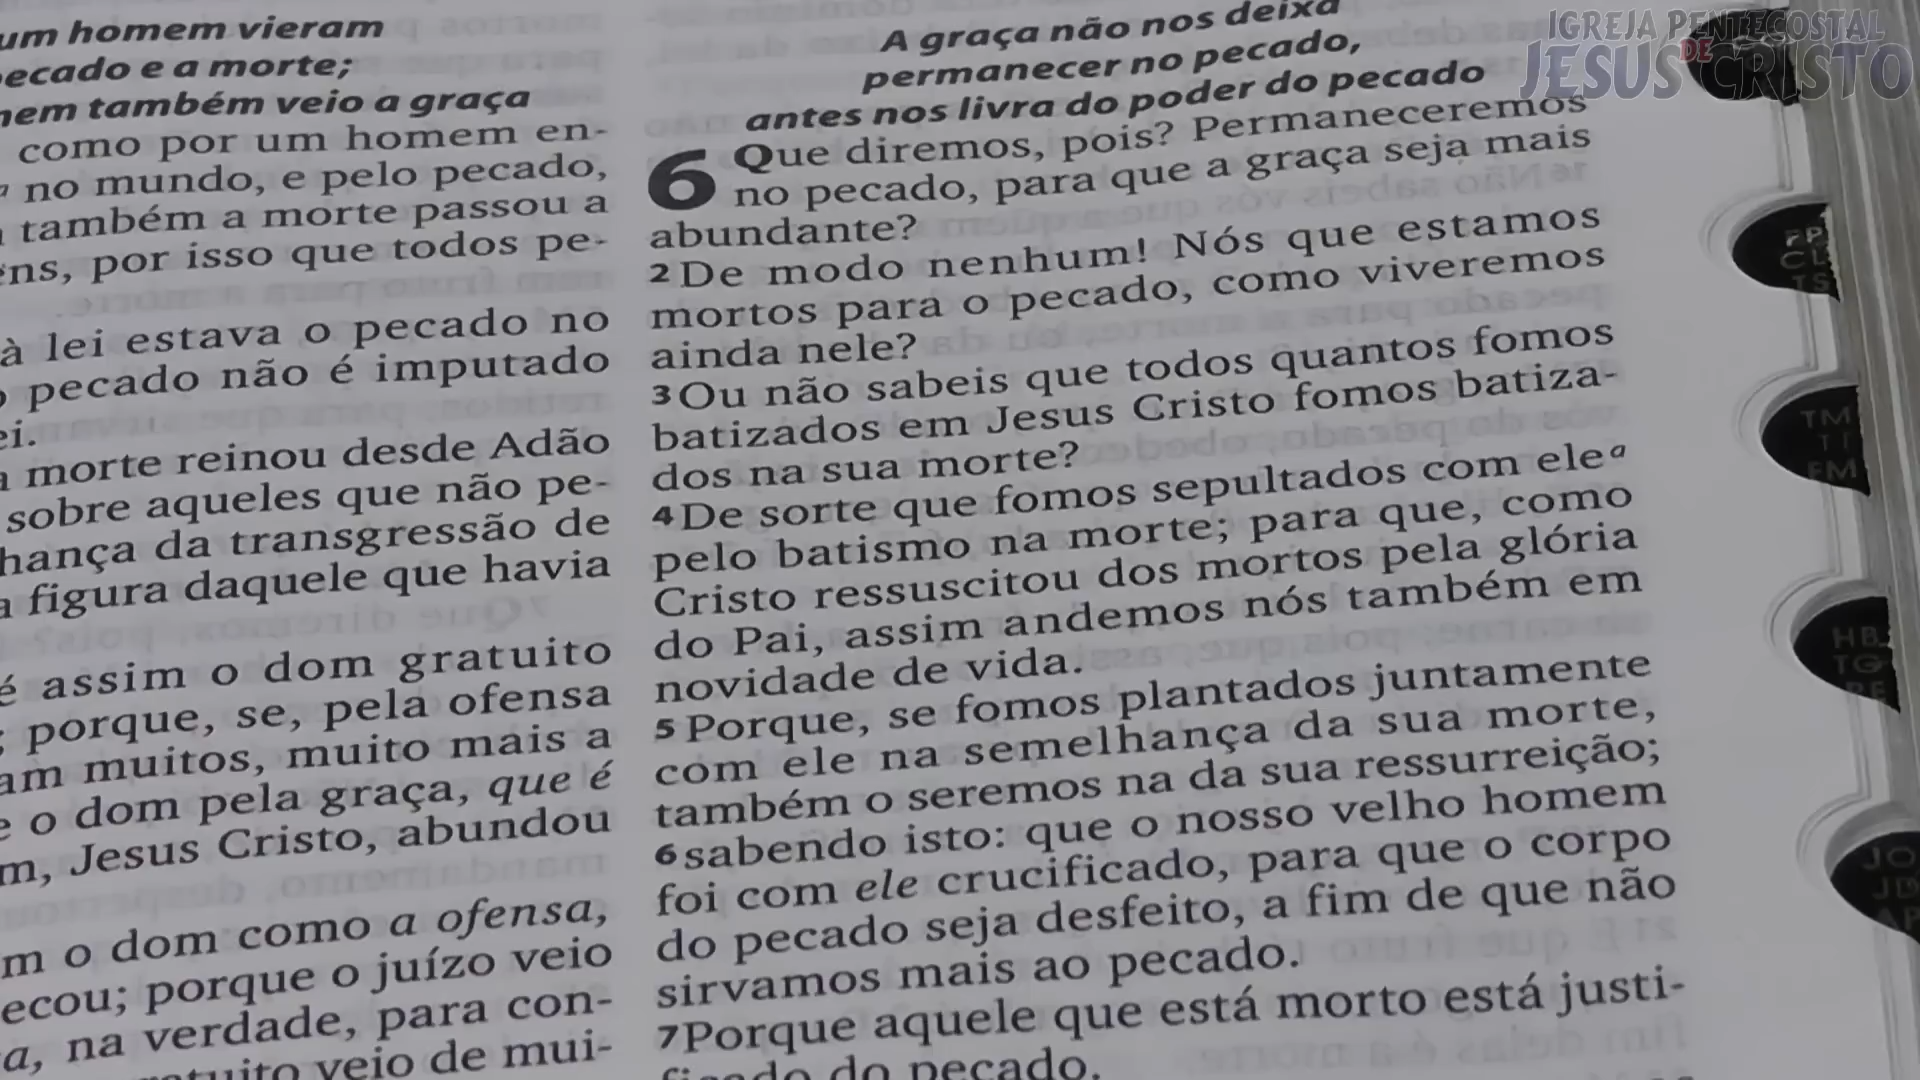 um homem vieram
pecado e a morte;
também veio a graça
como por um homem en-
no mundo, e pelo pecado,
também a morte passou a
por isso que todos pe-
à lei estava o pecado no
pecado não é imputado
morte reinou desde Adão
sobre aqueles que não pe-
da transgressão de
figura daquele que havia
é assim o dom gratuito
porque, se, pela ofensa
muitos, muito mais a
o dom pela graça, que é
Jesus Cristo, abundou
o dom como a ofensa,
porque o juízo veio
na verdade, para con-
veio de mui-
A graça não nos deixa
permanecer no pecado,
antes nos livra do poder do pecado
6 Que diremos, pois? Permaneceremos
no pecado, para que a graça seja mais
abundante?
2 De modo nenhum! Nós que estamos
mortos para o pecado, como viveremos
ainda nele?
3 Ou não sabeis que todos quantos fomos
batizados em Jesus Cristo fomos batiza-
dos na sua morte?
4 De sorte que fomos sepultados com ele ª
pelo batismo na morte; para que, como
Cristo ressuscitou dos mortos pela glória
do Pai, assim andemos nós também em
novidade de vida.
5 Porque, se fomos plantados juntamente
com ele na semelhança da sua morte,
também o seremos na da sua ressurreição;
6 sabendo isto: que o nosso velho homem
foi com ele crucificado, para que o corpo
do pecado seja desfeito, a fim de que não
sirvamos mais ao pecado.
7 Porque aquele que está morto está justi-
ficado do pecado.
IGREJA PENTECOSTAL
JESUS DE CRISTO
TM
HB
TG
JO